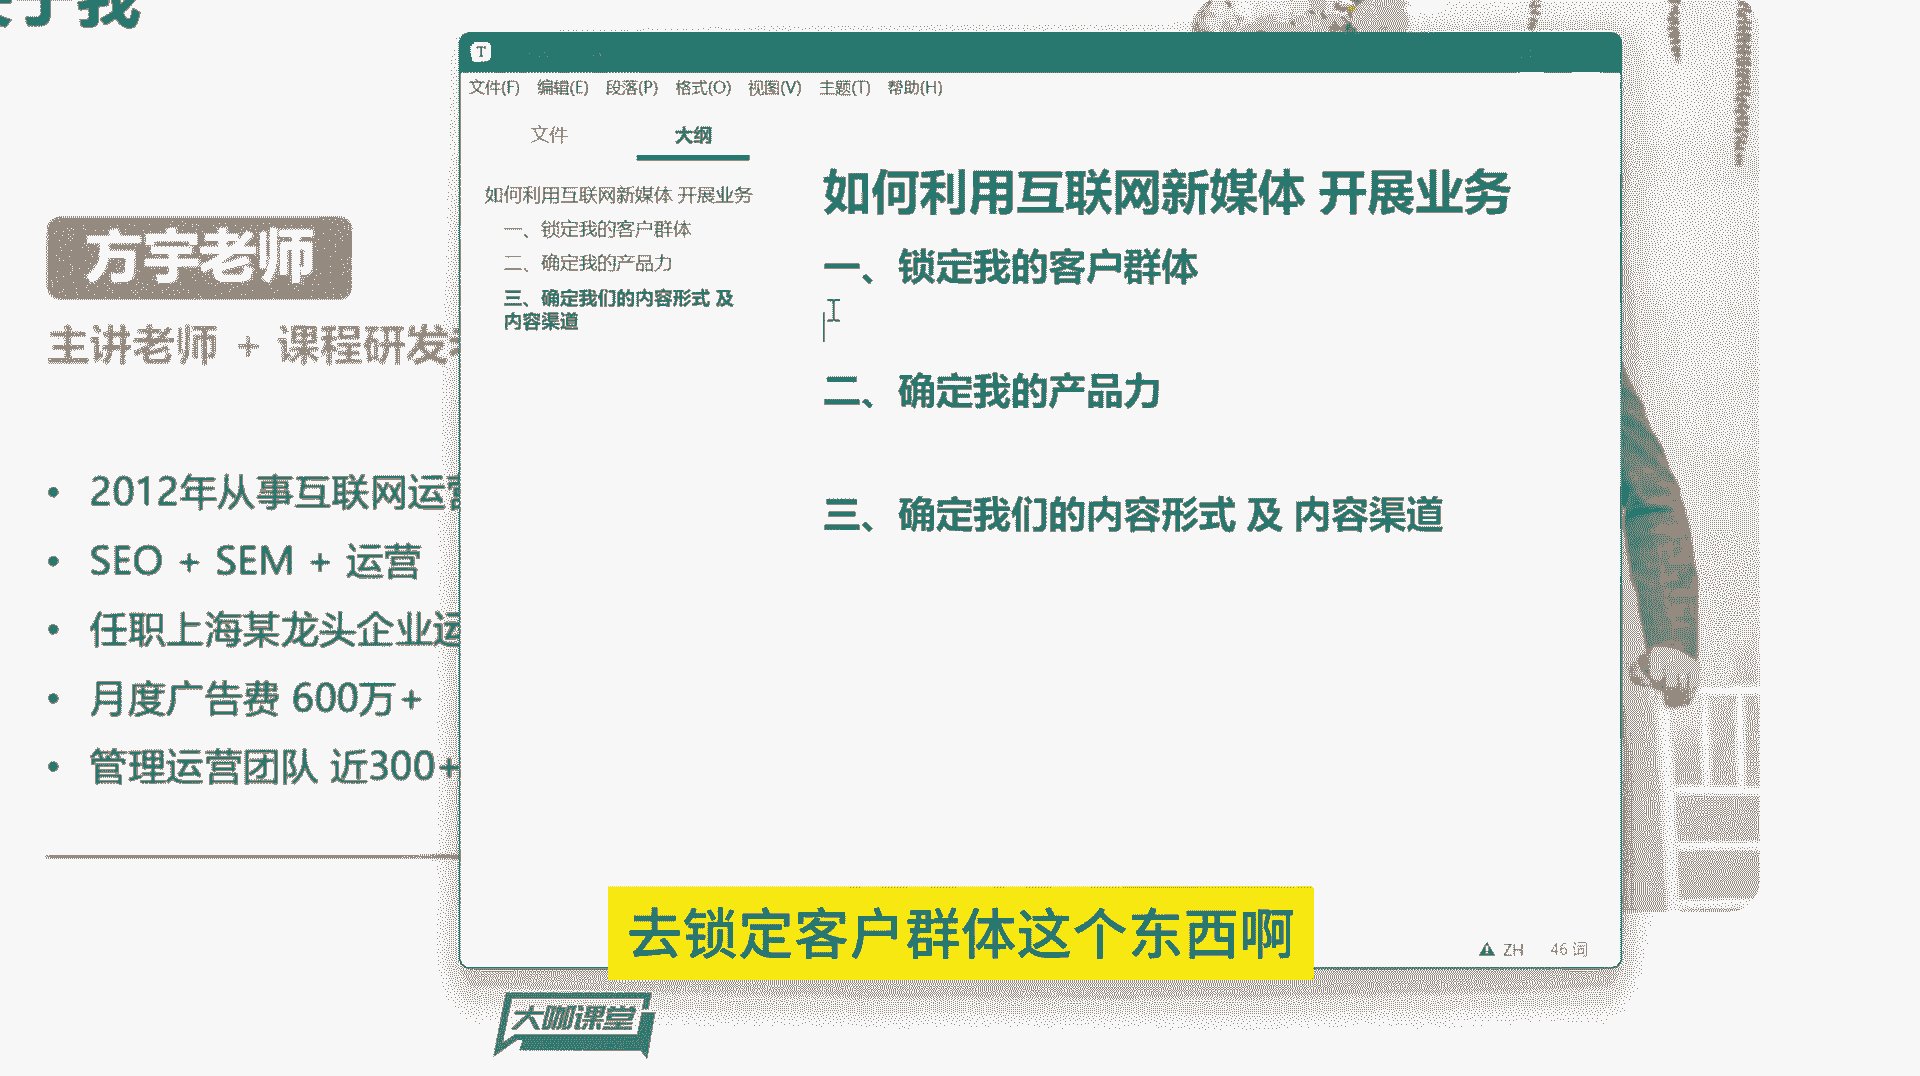 于我
方宇老师
主讲老师 + 课程研发
2012年从事互联网运营
SEO + SEM + 运营
任职上海某龙头企业运
月度广告费 600万+
管理运营团队 近300+
T
文件(F) 编辑(E) 段落(P) 格式(O) 视图(V) 主题(T) 帮助(H)
文件 大纲
如何利用互联网新媒体 开展业务
一、锁定我的客户群体
二、确定我的产品力
三、确定我们的内容形式 及
内容渠道
如何利用互联网新媒体 开展业务
一、锁定我的客户群体
二、确定我的产品力
三、确定我们的内容形式 及 内容渠道
ZH 46 词
去锁定客户群体这个东西啊
大咖课堂